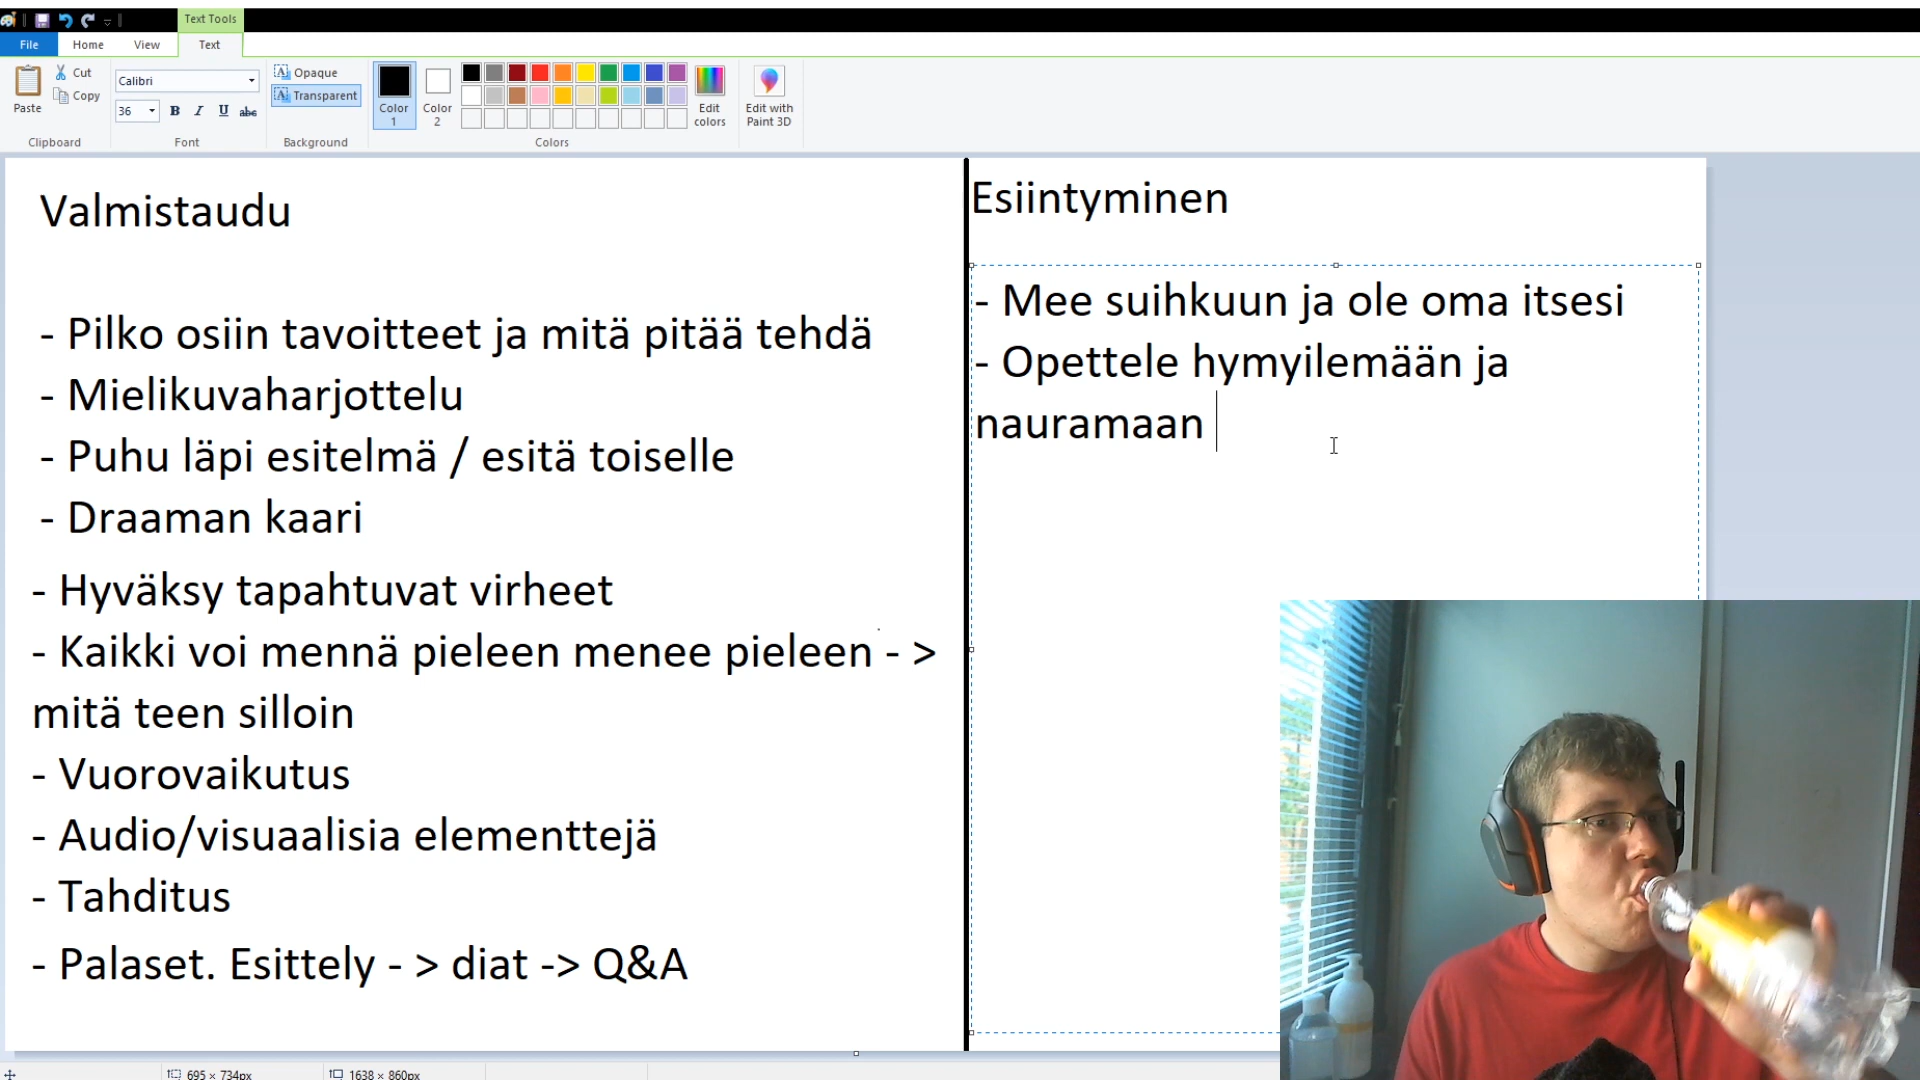 Text Tools
File Home View Text
Paste Cut Copy
Calibri
36 B I U abc
Opaque
Transparent
Color 1
Color 2
Edit colors
Edit with Paint 3D
Clipboard Font Background Colors
Valmistaudu
- Pilko osiin tavoitteet ja mitä pitää tehdä
- Mielikuvaharjottelu
- Puhu läpi esitelmä / esitä toiselle
- Draaman kaari
- Hyväksy tapahtuvat virheet
- Kaikki voi mennä pieleen menee pieleen - >
mitä teen silloin
- Vuorovaikutus
- Audio/visuaalisia elementtejä
- Tahditus
- Palaset. Esittely - > diat -> Q&A
Esiintyminen
- Mee suihkuun ja ole oma itsesi
- Opettele hymyilemään ja
nauramaan
695 × 734px 1638 × 860px